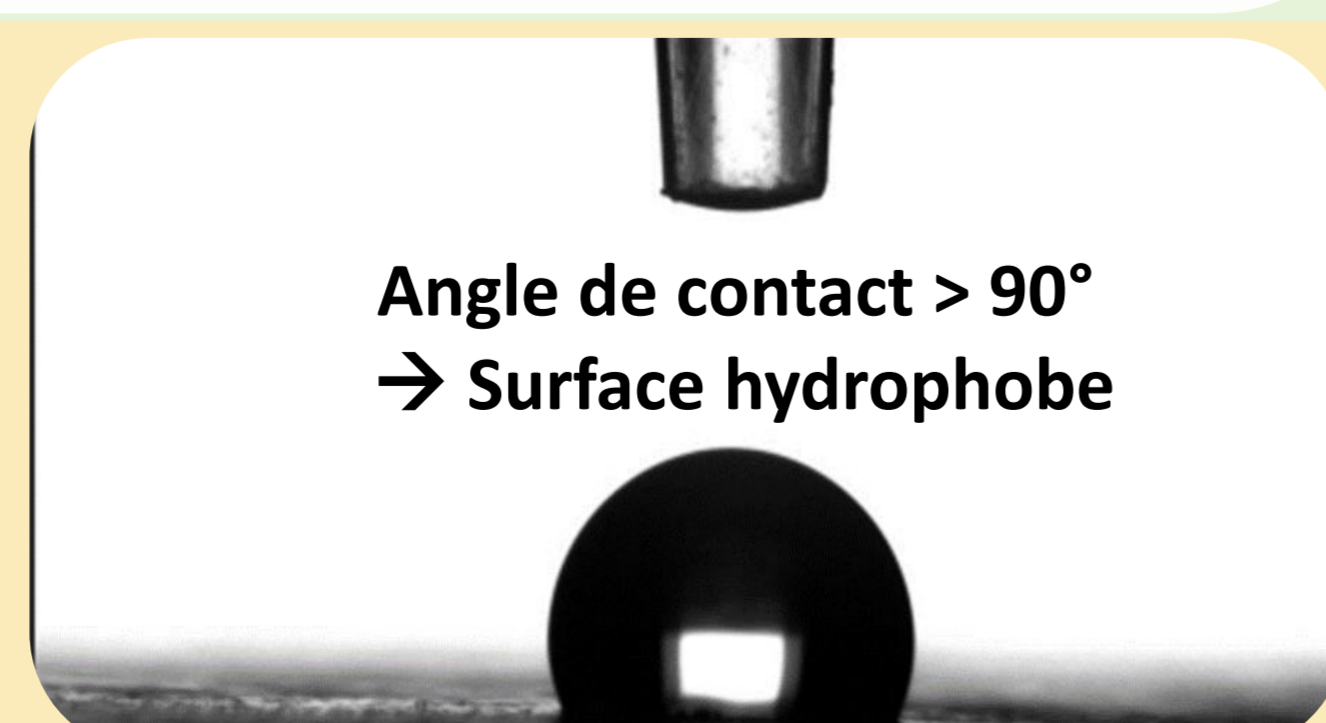 Angle de contact > 90°
→ Surface hydrophobe